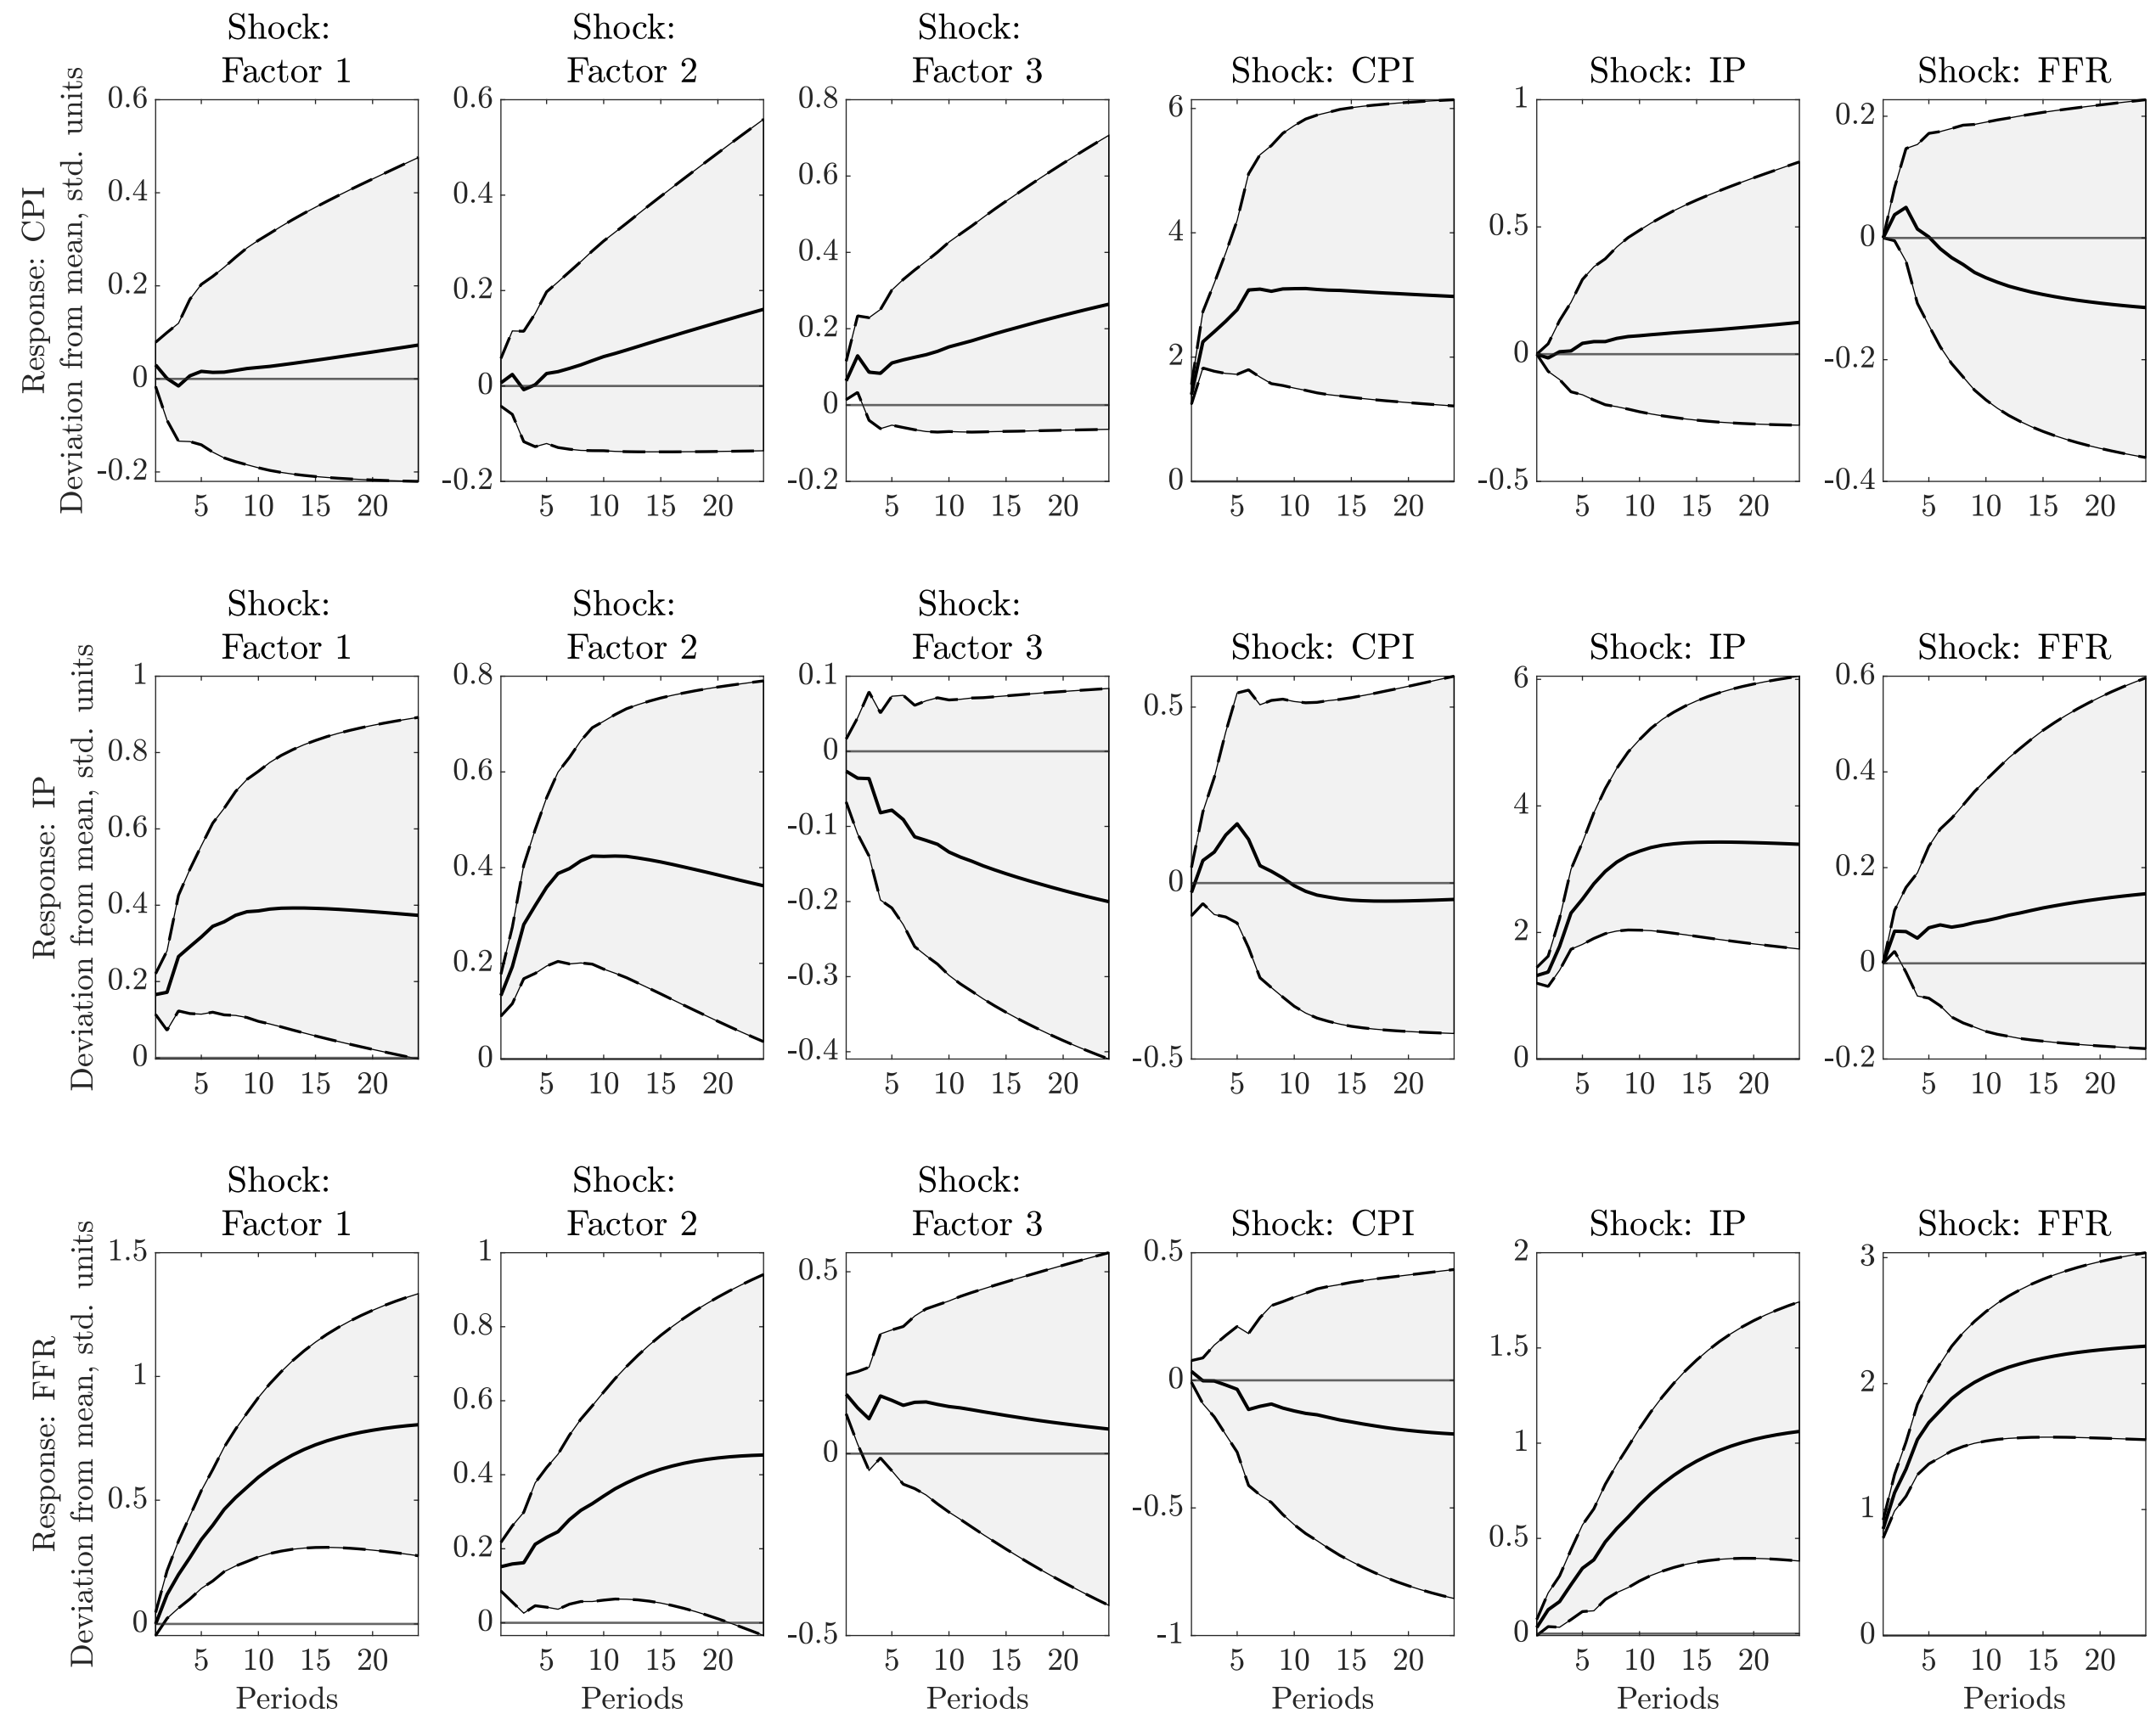 Shock:
Factor 1
Shock:
Factor 2
Shock:
Factor 3
Shock: CPI
Shock: IP
Shock: FFR
Response: CPI
Deviation from mean, std. units
0.6
0.4
0.2
0
-0.2
5 10 15 20
0.6
0.4
0.2
0
-0.2
5 10 15 20
0.8
0.6
0.4
0.2
0
-0.2
5 10 15 20
6
4
2
0
5 10 15 20
1
0.5
0
-0.5
5 10 15 20
0.2
0
-0.2
-0.4
5 10 15 20
Shock:
Factor 1
Shock:
Factor 2
Shock:
Factor 3
Shock: CPI
Shock: IP
Shock: FFR
Response: IP
Deviation from mean, std. units
1
0.8
0.6
0.4
0.2
0
5 10 15 20
0.8
0.6
0.4
0.2
0
5 10 15 20
0.1
0
-0.1
-0.2
-0.3
-0.4
5 10 15 20
0.5
0
-0.5
5 10 15 20
6
4
2
0
5 10 15 20
0.6
0.4
0.2
0
-0.2
5 10 15 20
Shock:
Factor 1
Shock:
Factor 2
Shock:
Factor 3
Shock: CPI
Shock: IP
Shock: FFR
Response: FFR
Deviation from mean, std. units
1.5
1
0.5
0
5 10 15 20
Periods
1
0.8
0.6
0.4
0.2
0
5 10 15 20
Periods
0.5
0
-0.5
5 10 15 20
Periods
0.5
0
-0.5
-1
5 10 15 20
Periods
2
1.5
1
0.5
0
5 10 15 20
Periods
3
2
1
0
5 10 15 20
Periods